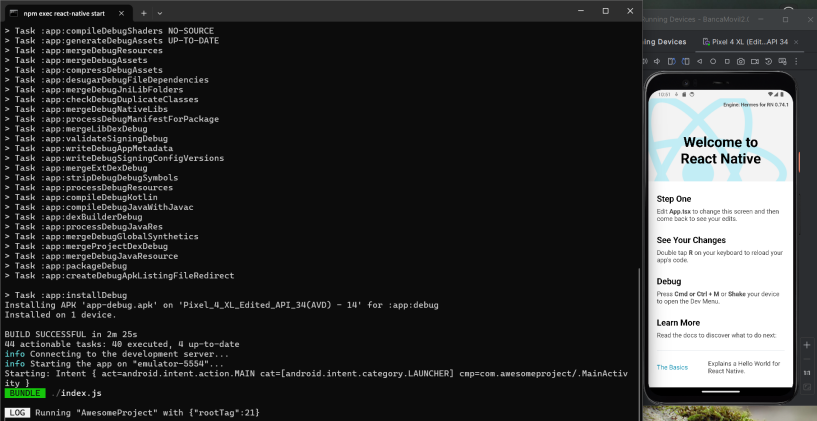 npm exec react-native start
> Task :app:compileDebugShaders NO-SOURCE
> Task :app:generateDebugAssets UP-TO-DATE
> Task :app:mergeDebugResources
> Task :app:mergeDebugAssets
> Task :app:compressDebugAssets
> Task :app:desugarDebugFileDependencies
> Task :app:mergeDebugJniLibFolders
> Task :app:checkDebugDuplicateClasses
> Task :app:mergeDebugNativeLibs
> Task :app:processDebugManifestForPackage
> Task :app:mergeLibDexDebug
> Task :app:validateSigningDebug
> Task :app:writeDebugAppMetadata
> Task :app:writeDebugSigningConfigVersions
> Task :app:mergeExtDexDebug
> Task :app:stripDebugDebugSymbols
> Task :app:processDebugResources
> Task :app:compileDebugKotlin
> Task :app:compileDebugJavaWithJavac
> Task :app:dexBuilderDebug
> Task :app:processDebugJavaRes
> Task :app:mergeDebugGlobalSynthetics
> Task :app:mergeProjectDexDebug
> Task :app:mergeDebugJavaResource
> Task :app:packageDebug
> Task :app:createDebugApkListingFileRedirect
> Task :app:installDebug
Installing APK 'app-debug.apk' on 'Pixel_4_XL_Edited_API_34(AVD) - 14' for :app:debug
Installed on 1 device.
BUILD SUCCESSFUL in 2m 25s
44 actionable tasks: 40 executed, 4 up-to-date
info Connecting to the development server...
info Starting the app on "emulator-5554"...
Starting: Intent { act=android.intent.action.MAIN cat=[android.intent.category.LAUNCHER] cmp=com.awesomeproject/.MainActiv
ity }
BUNDLE ./index.js
LOG Running "AwesomeProject" with {"rootTag":21}
unning Devices - BancaMovil2.
ing Devices
Pixel 4 XL (Edit...API 34
Engine: Hermes for RN 0.74.1
Welcome to
React Native
Step One
Edit App.tsx to change this screen and then
come back to see your edits.
See Your Changes
Double tap R on your keyboard to reload your
app's code.
Debug
Press Cmd or Ctrl + M or Shake your device
to open the Dev Menu.
Learn More
Read the docs to discover what to do next.
The Basics
Explains a Hello World for
React Native.
1:1